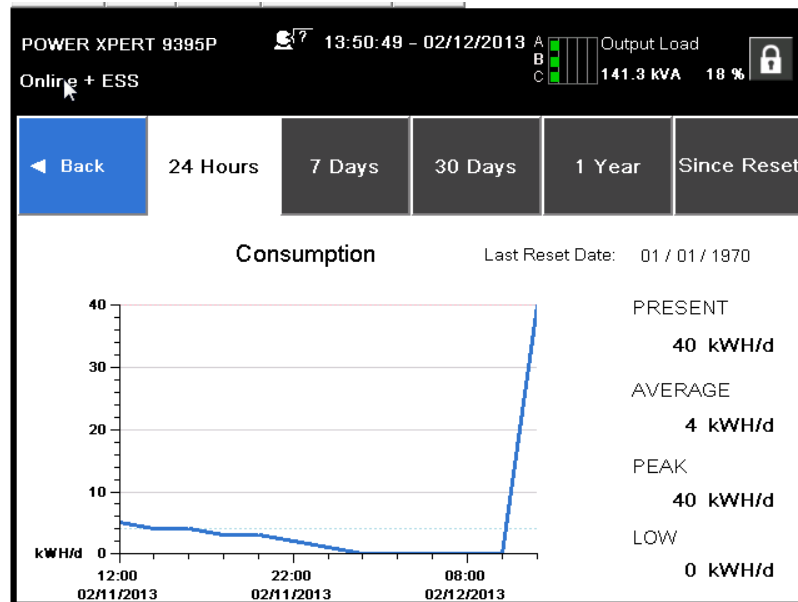 POWER XPERT 9395P
? 13:50:49 - 02/12/2013
Online + ESS
A
B
C
Output Load
141.3 kVA 18 %
◄ Back 24 Hours 7 Days 30 Days 1 Year Since Reset
Consumption
Last Reset Date: 01 / 01 / 1970
40
30
20
10
kWH/d 0
12:00 22:00 08:00
02/11/2013 02/11/2013 02/12/2013
PRESENT
40 kWH/d
AVERAGE
4 kWH/d
PEAK
40 kWH/d
LOW
0 kWH/d